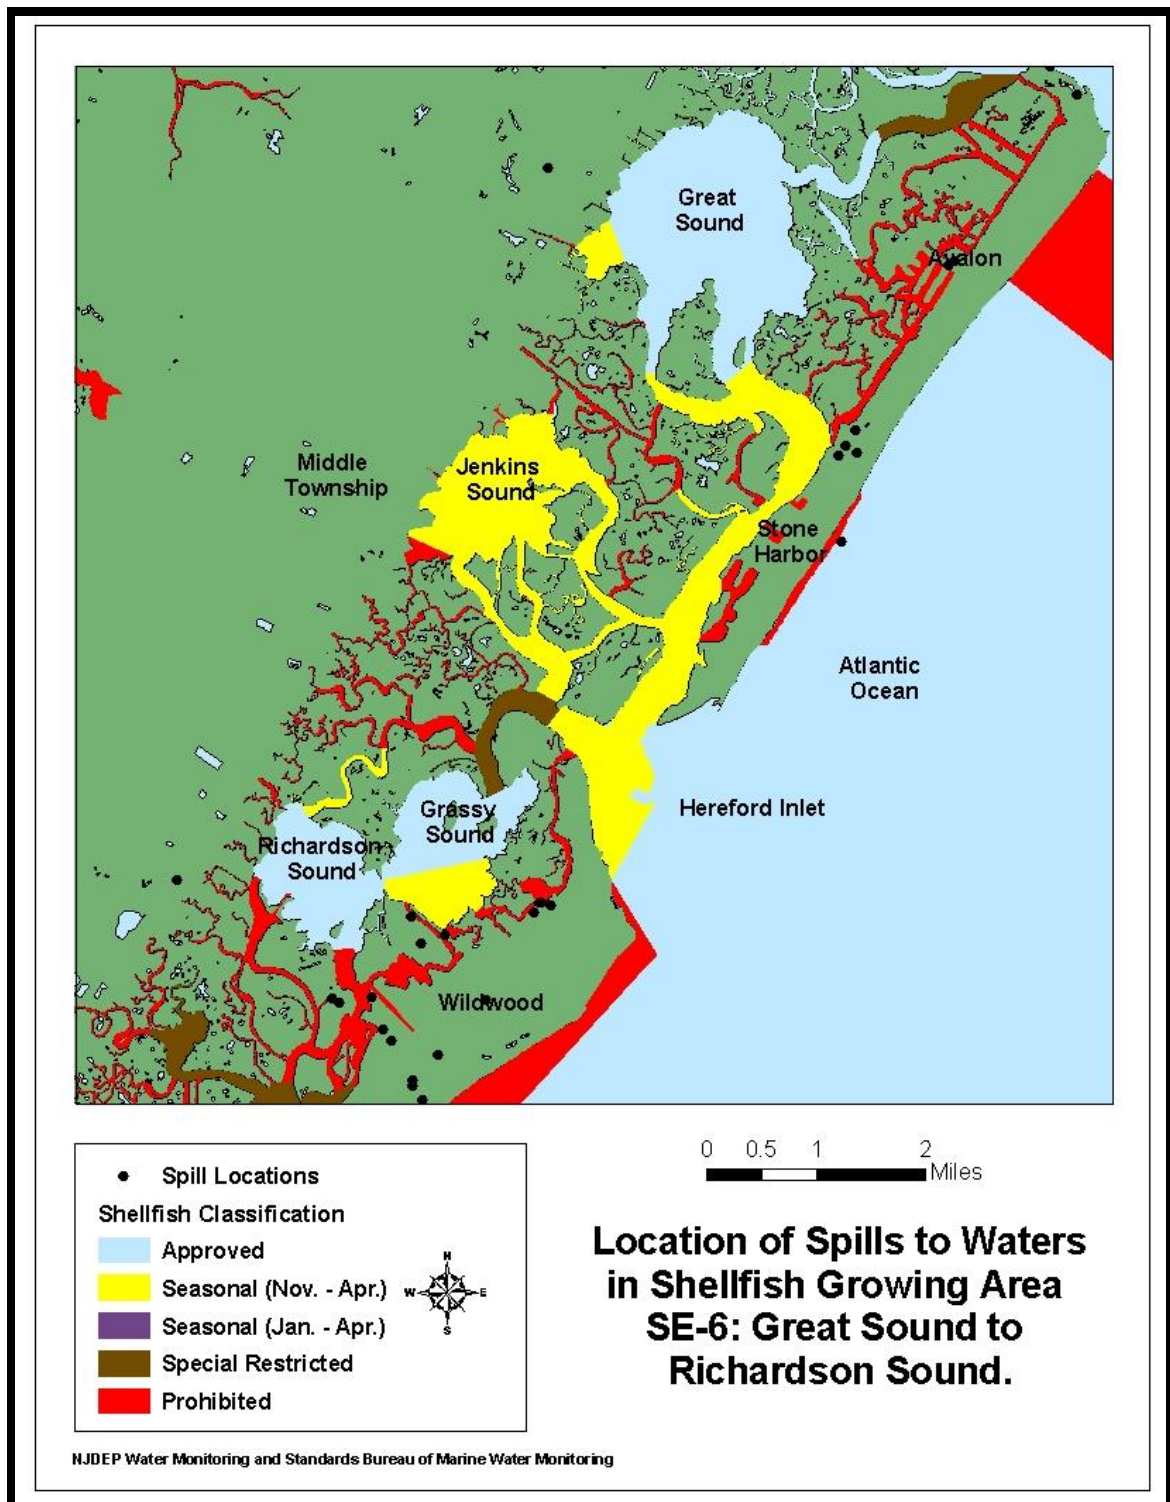 Great
Sound
Avalon
Middle
Township
Jenkins
Sound
Stone
Harbor
Atlantic
Ocean
Grassy
Sound
Hereford Inlet
Richardson
Sound
Wildwood
0 0.5 1 2
Miles
Spill Locations
Shellfish Classification
Approved
Seasonal (Nov. - Apr.)
Seasonal (Jan. - Apr.)
Special Restricted
Prohibited
N
W E
S
Location of Spills to Waters
in Shellfish Growing Area
SE-6: Great Sound to
Richardson Sound.
NJDEP Water Monitoring and Standards Bureau of Marine Water Monitoring